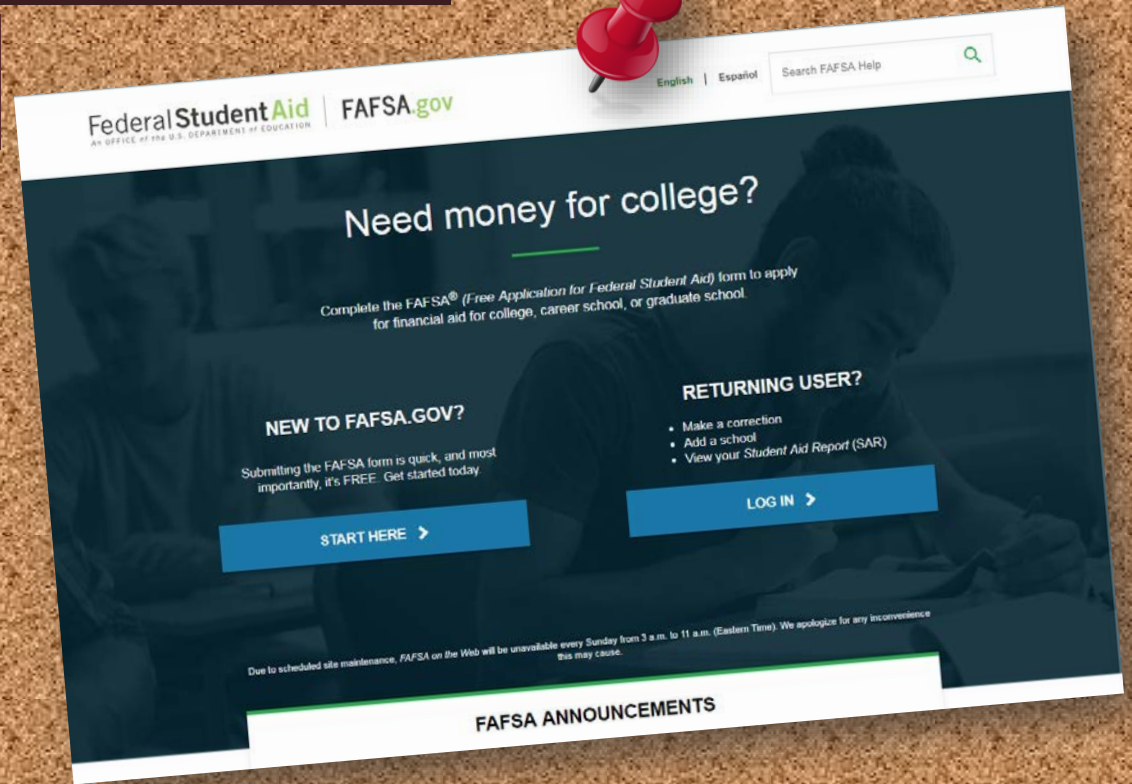 Federal Student Aid | FAFSA.gov
An OFFICE of the U.S. DEPARTMENT of EDUCATION
English | Español
Search FAFSA Help
Need money for college?
Complete the FAFSA® (Free Application for Federal Student Aid) form to apply
for financial aid for college, career school, or graduate school.
NEW TO FAFSA.GOV?
Submitting the FAFSA form is quick, and most
importantly, it's FREE. Get started today.
START HERE
RETURNING USER?
• Make a correction
• Add a school
• View your Student Aid Report (SAR)
LOG IN
Due to scheduled site maintenance, FAFSA on the Web will be unavailable every Sunday from 3 a.m. to 11 a.m. (Eastern Time). We apologize for any inconvenience
this may cause.
FAFSA ANNOUNCEMENTS